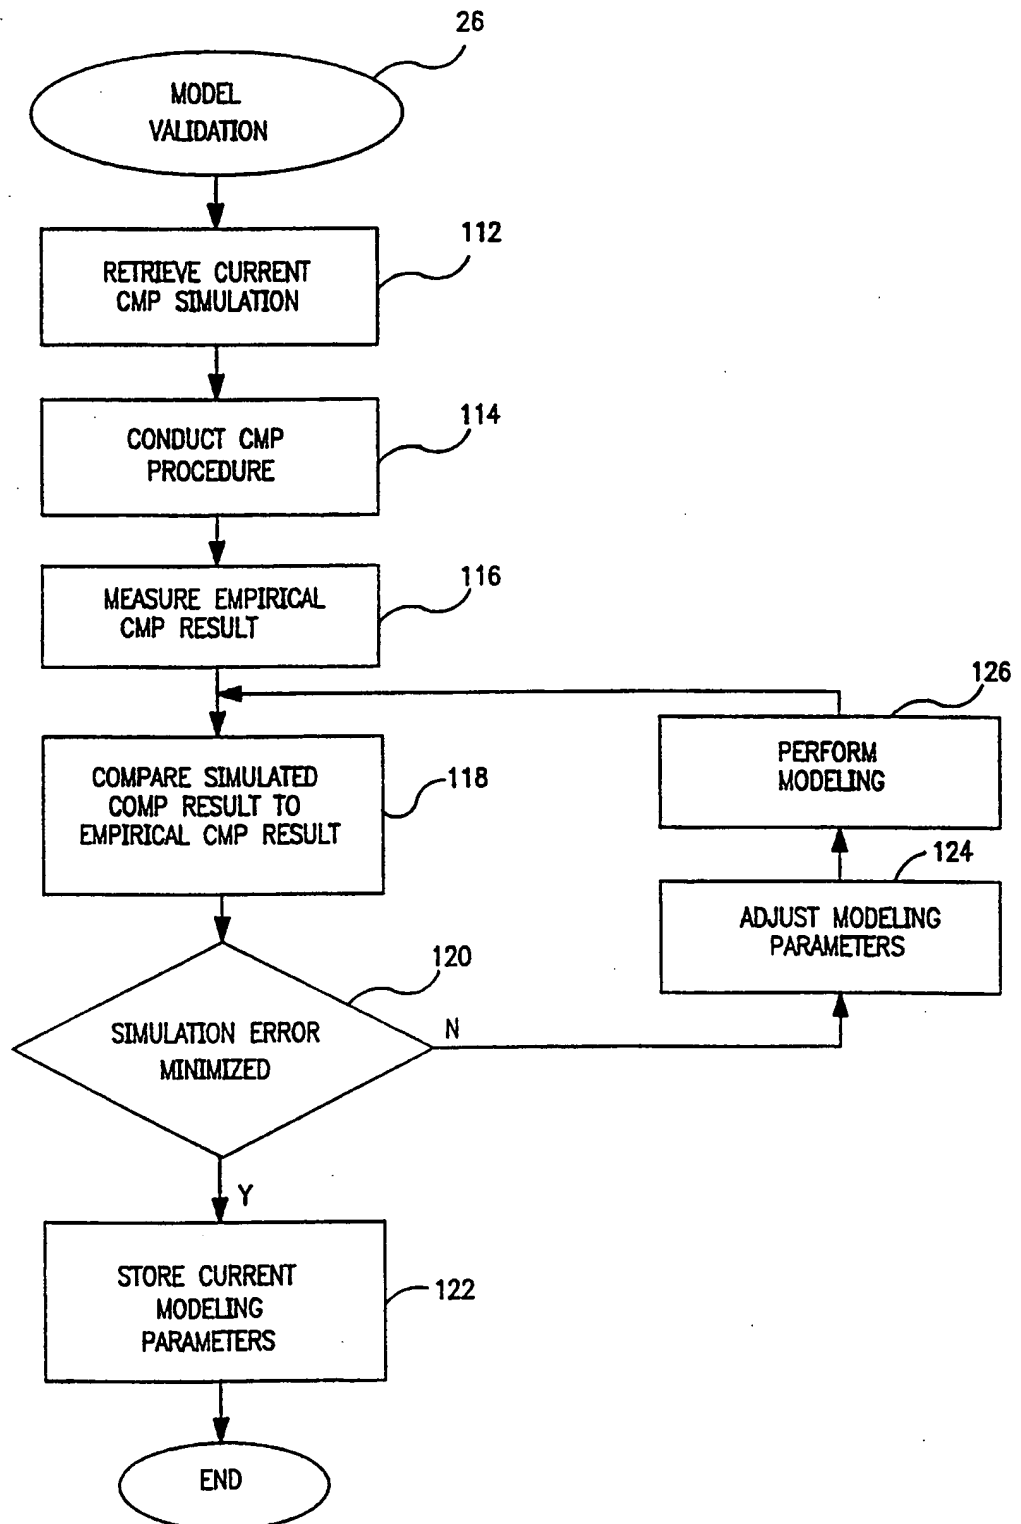 26
MODEL
VALIDATION
112
RETRIEVE CURRENT
CMP SIMULATION
114
CONDUCT CMP
PROCEDURE
116
MEASURE EMPIRICAL
CMP RESULT
118
COMPARE SIMULATED
COMP RESULT TO
EMPIRICAL CMP RESULT
120
SIMULATION ERROR
MINIMIZED
N
124
ADJUST MODELING
PARAMETERS
126
PERFORM
MODELING
Y
122
STORE CURRENT
MODELING
PARAMETERS
END